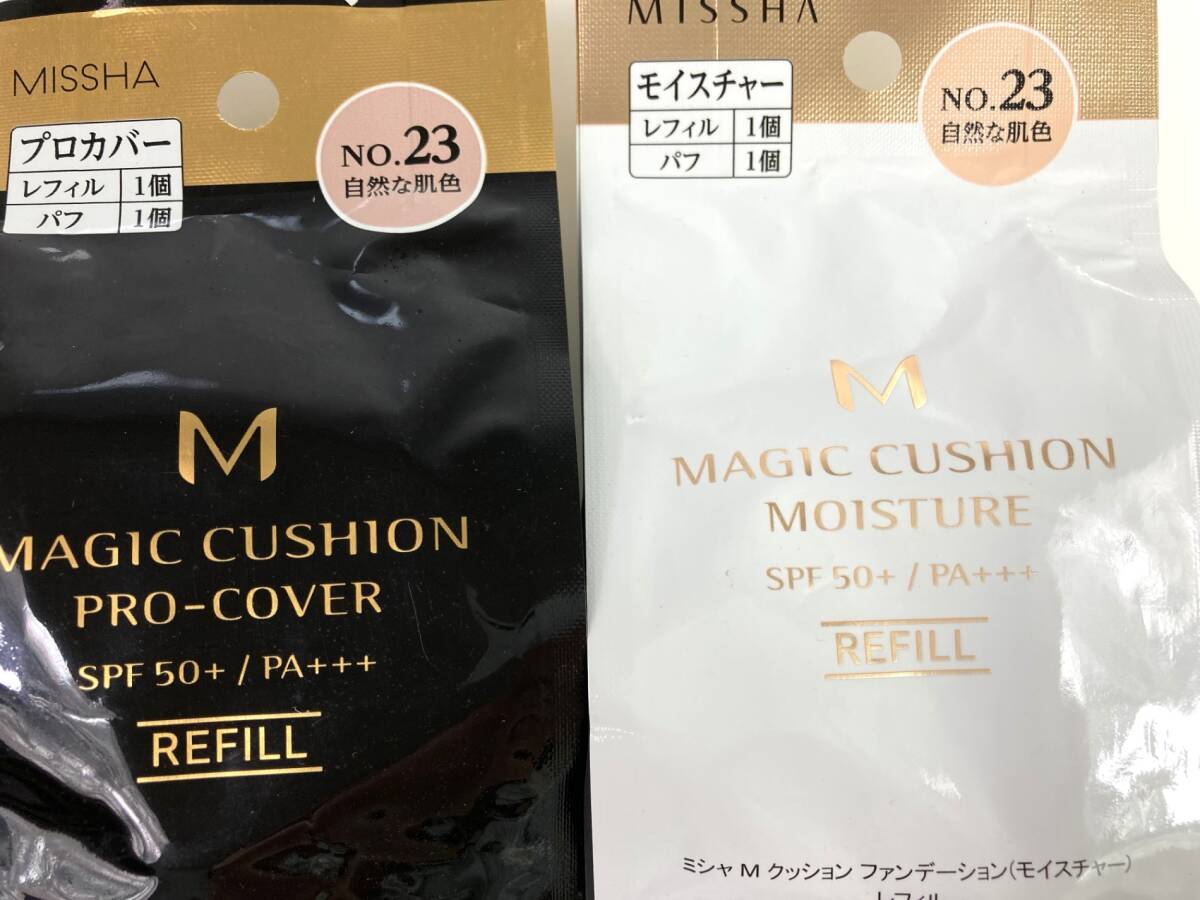 MISSHA
プロカバー
レフィル 1個
パフ 1個
NO.23
自然な肌色
M
MAGIC CUSHION
PRO-COVER
SPF 50+ / PA+++
REFILL
MISSHA
モイスチャー
レフィル 1個
パフ 1個
NO.23
自然な肌色
M
MAGIC CUSHION
MOISTURE
SPF 50+ / PA+++
REFILL
ミシャ M クッション ファンデーション(モイスチャー)
レフィル